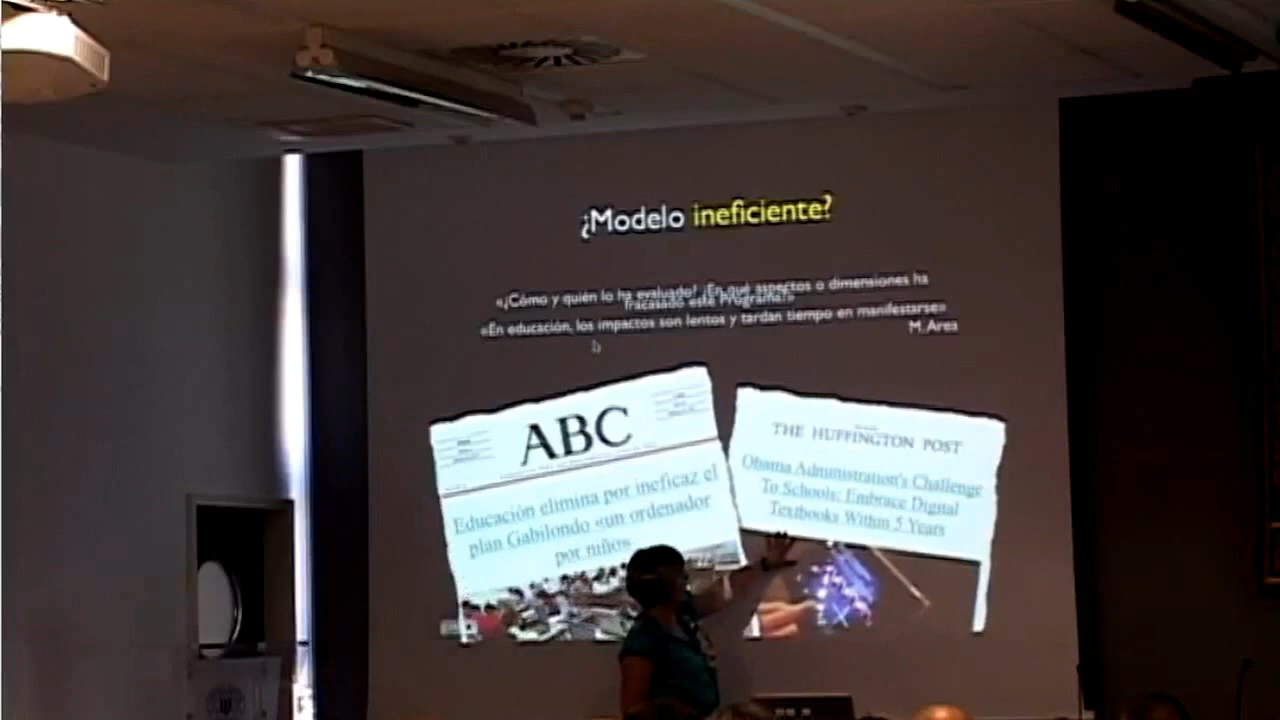 ¿Modelo ineficiente?
«¿Cómo y quién lo ha evaluado? ¿En qué aspectos o dimensiones ha
fracasado este Programa?»
«En educación, los impactos son lentos y tardan tiempo en manifestarse»
M. Area
ABC
Educación elimina por ineficaz el
plan Gabilondo «un ordenador
por niño»
THE HUFFINGTON POST
Obama Administration's Challenge
To Schools: Embrace Digital
Textbooks Within 5 Years